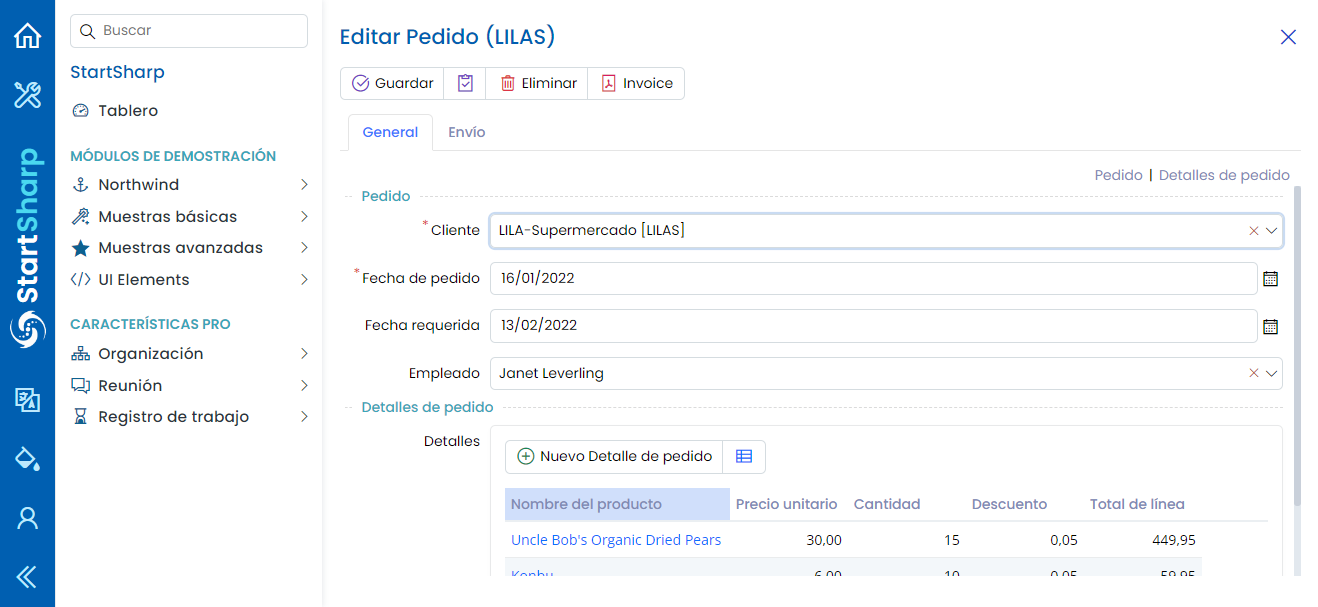 Buscar
StartSharp
Tablero
MÓDULOS DE DEMOSTRACIÓN
Northwind
Muestras básicas
Muestras avanzadas
UI Elements
CARACTERÍSTICAS PRO
Organización
Reunión
Registro de trabajo
StartSharp
Editar Pedido (LILAS)
Guardar Eliminar Invoice
General Envío
Pedido | Detalles de pedido
Pedido
* Cliente LILA-Supermercado [LILAS]
* Fecha de pedido 16/01/2022
Fecha requerida 13/02/2022
Empleado Janet Leverling
Detalles de pedido
Detalles
Nuevo Detalle de pedido
Nombre del producto Precio unitario Cantidad Descuento Total de línea
Uncle Bob's Organic Dried Pears 30,00 15 0,05 449,95
Konbu 6,00 10 0,05 59,95